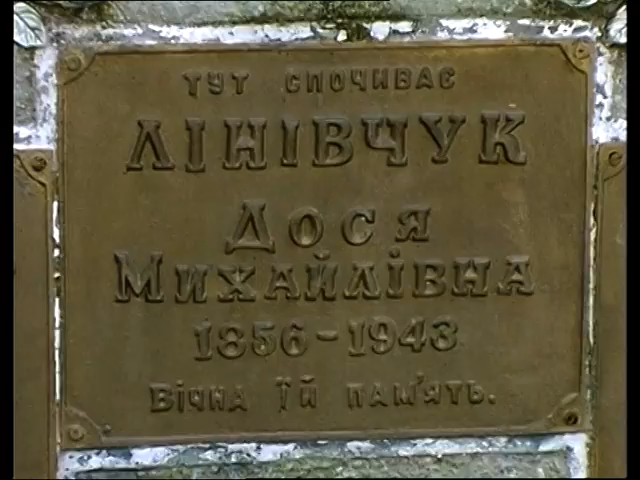 ТУТ СПОЧИВАЄ
ЛІНІВЧУК
ДОСЯ
МИХАЙЛІВНА
1856-1943
ВІЧНА ЇЙ ПАМ'ЯТЬ.